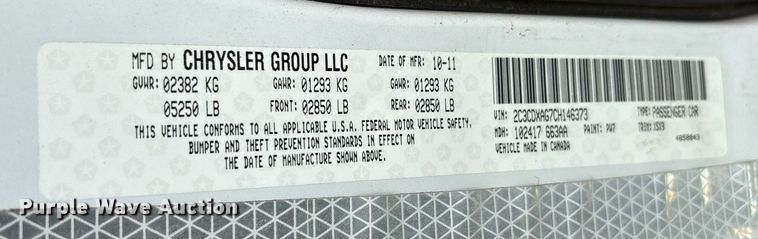 MFD BY CHRYSLER GROUP LLC DATE OF MFR: 10-11
GVWR: 02382 KG GAWR: 01293 KG GAWR: 01293 KG
05250 LB FRONT: 02850 LB REAR: 02850 LB
THIS VEHICLE CONFORMS TO ALL APPLICABLE U.S.A. FEDERAL MOTOR VEHICLE SAFETY,
BUMPER AND THEFT PREVENTION STANDARDS IN EFFECT ON
THE DATE OF MANUFACTURE SHOWN ABOVE.
VIN: 2C3CDXAG7CH146373 TYPE: PASSENGER CAR
MDH: 102417 663AA PAINT: PW7 TRIM: X5X9
MADE IN CANADA 4858843
Purple Wave Auction